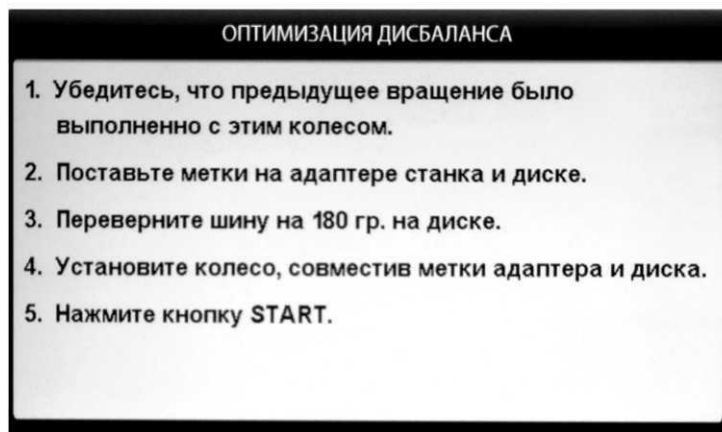 ОПТИМИЗАЦИЯ ДИСБАЛАНСА
1. Убедитесь, что предыдущее вращение было
выполненно с этим колесом.
2. Поставьте метки на адаптере станка и диске.
3. Переверните шину на 180 гр. на диске.
4. Установите колесо, совместив метки адаптера и диска.
5. Нажмите кнопку START.